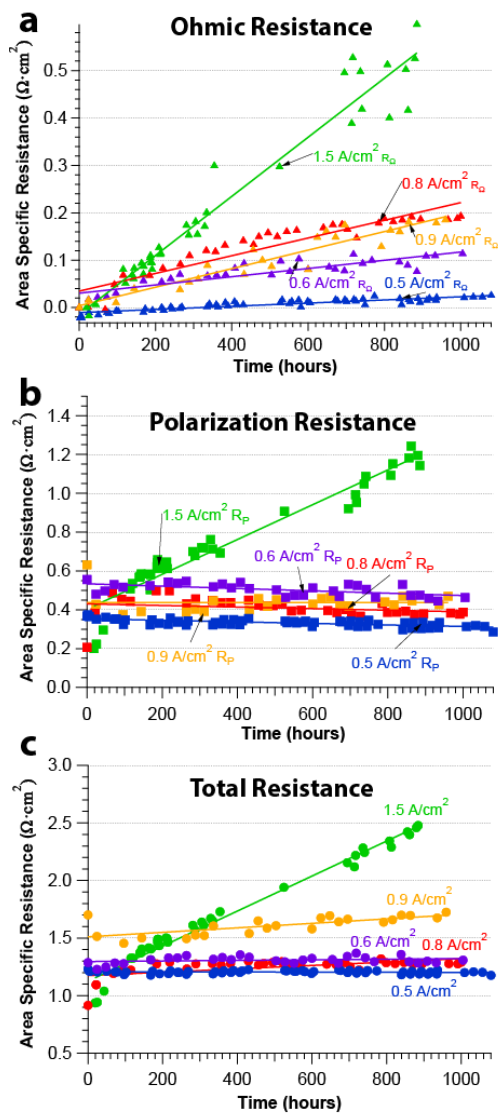 a
Ohmic Resistance
Area Specific Resistance (Ω·cm²)
0.5
0.4
0.3
0.2
0.1
0.0
1.5 A/cm² RΩ
0.8 A/cm² RΩ
0.9 A/cm² RΩ
0.6 A/cm² RΩ
0.5 A/cm² RΩ
0 200 400 600 800 1000
Time (hours)
b
Polarization Resistance
Area Specific Resistance (Ω·cm²)
1.4
1.2
1.0
0.8
0.6
0.4
0.2
0.0
1.5 A/cm² RP
0.6 A/cm² RP
0.8 A/cm² RP
0.9 A/cm² RP
0.5 A/cm² RP
0 200 400 600 800 1000
Time (hours)
c
Total Resistance
Area Specific Resistance (Ω·cm²)
3.0
2.5
2.0
1.5
1.0
0.5
1.5 A/cm²
0.9 A/cm²
0.6 A/cm²
0.8 A/cm²
0.5 A/cm²
0 200 400 600 800 1000
Time (hours)